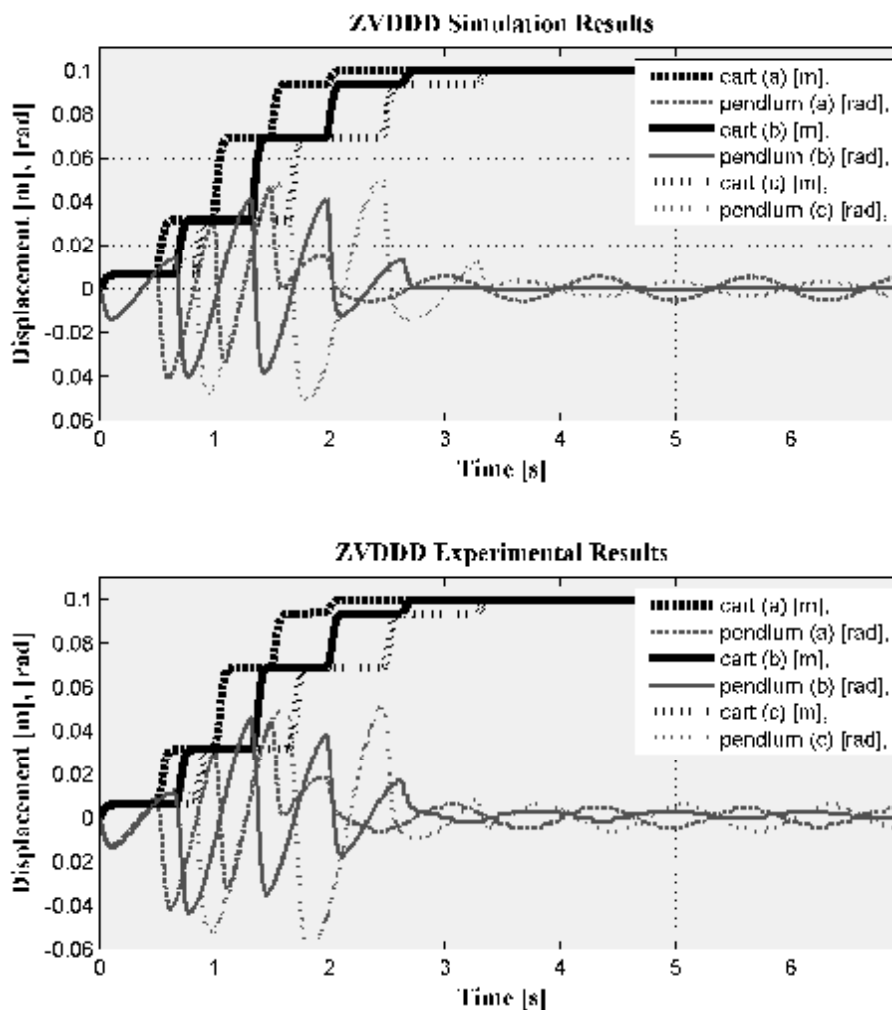 ZVDDD Simulation Results
Displacement [m], [rad]
0.1
0.08
0.06
0.04
0.02
0
-0.02
0.04
0.06
0 1 2 3 4 5 6
Time [s]
cart (a) [m],
pendlum (a) [rad],
cart (b) [m],
pendlum (b) [rad],
cart (c) [m],
pendlum (c) [rad],
ZVDDD Experimental Results
Displacement [m], [rad]
0.1
0.08
0.06
0.04
0.02
0
-0.02
-0.04
-0.06
0 1 2 3 4 5 6
Time [s]
cart (a) [m],
pendlum (a) [rad],
cart (b) [m],
pendlum (b) [rad],
cart (c) [m],
pendlum (c) [rad],